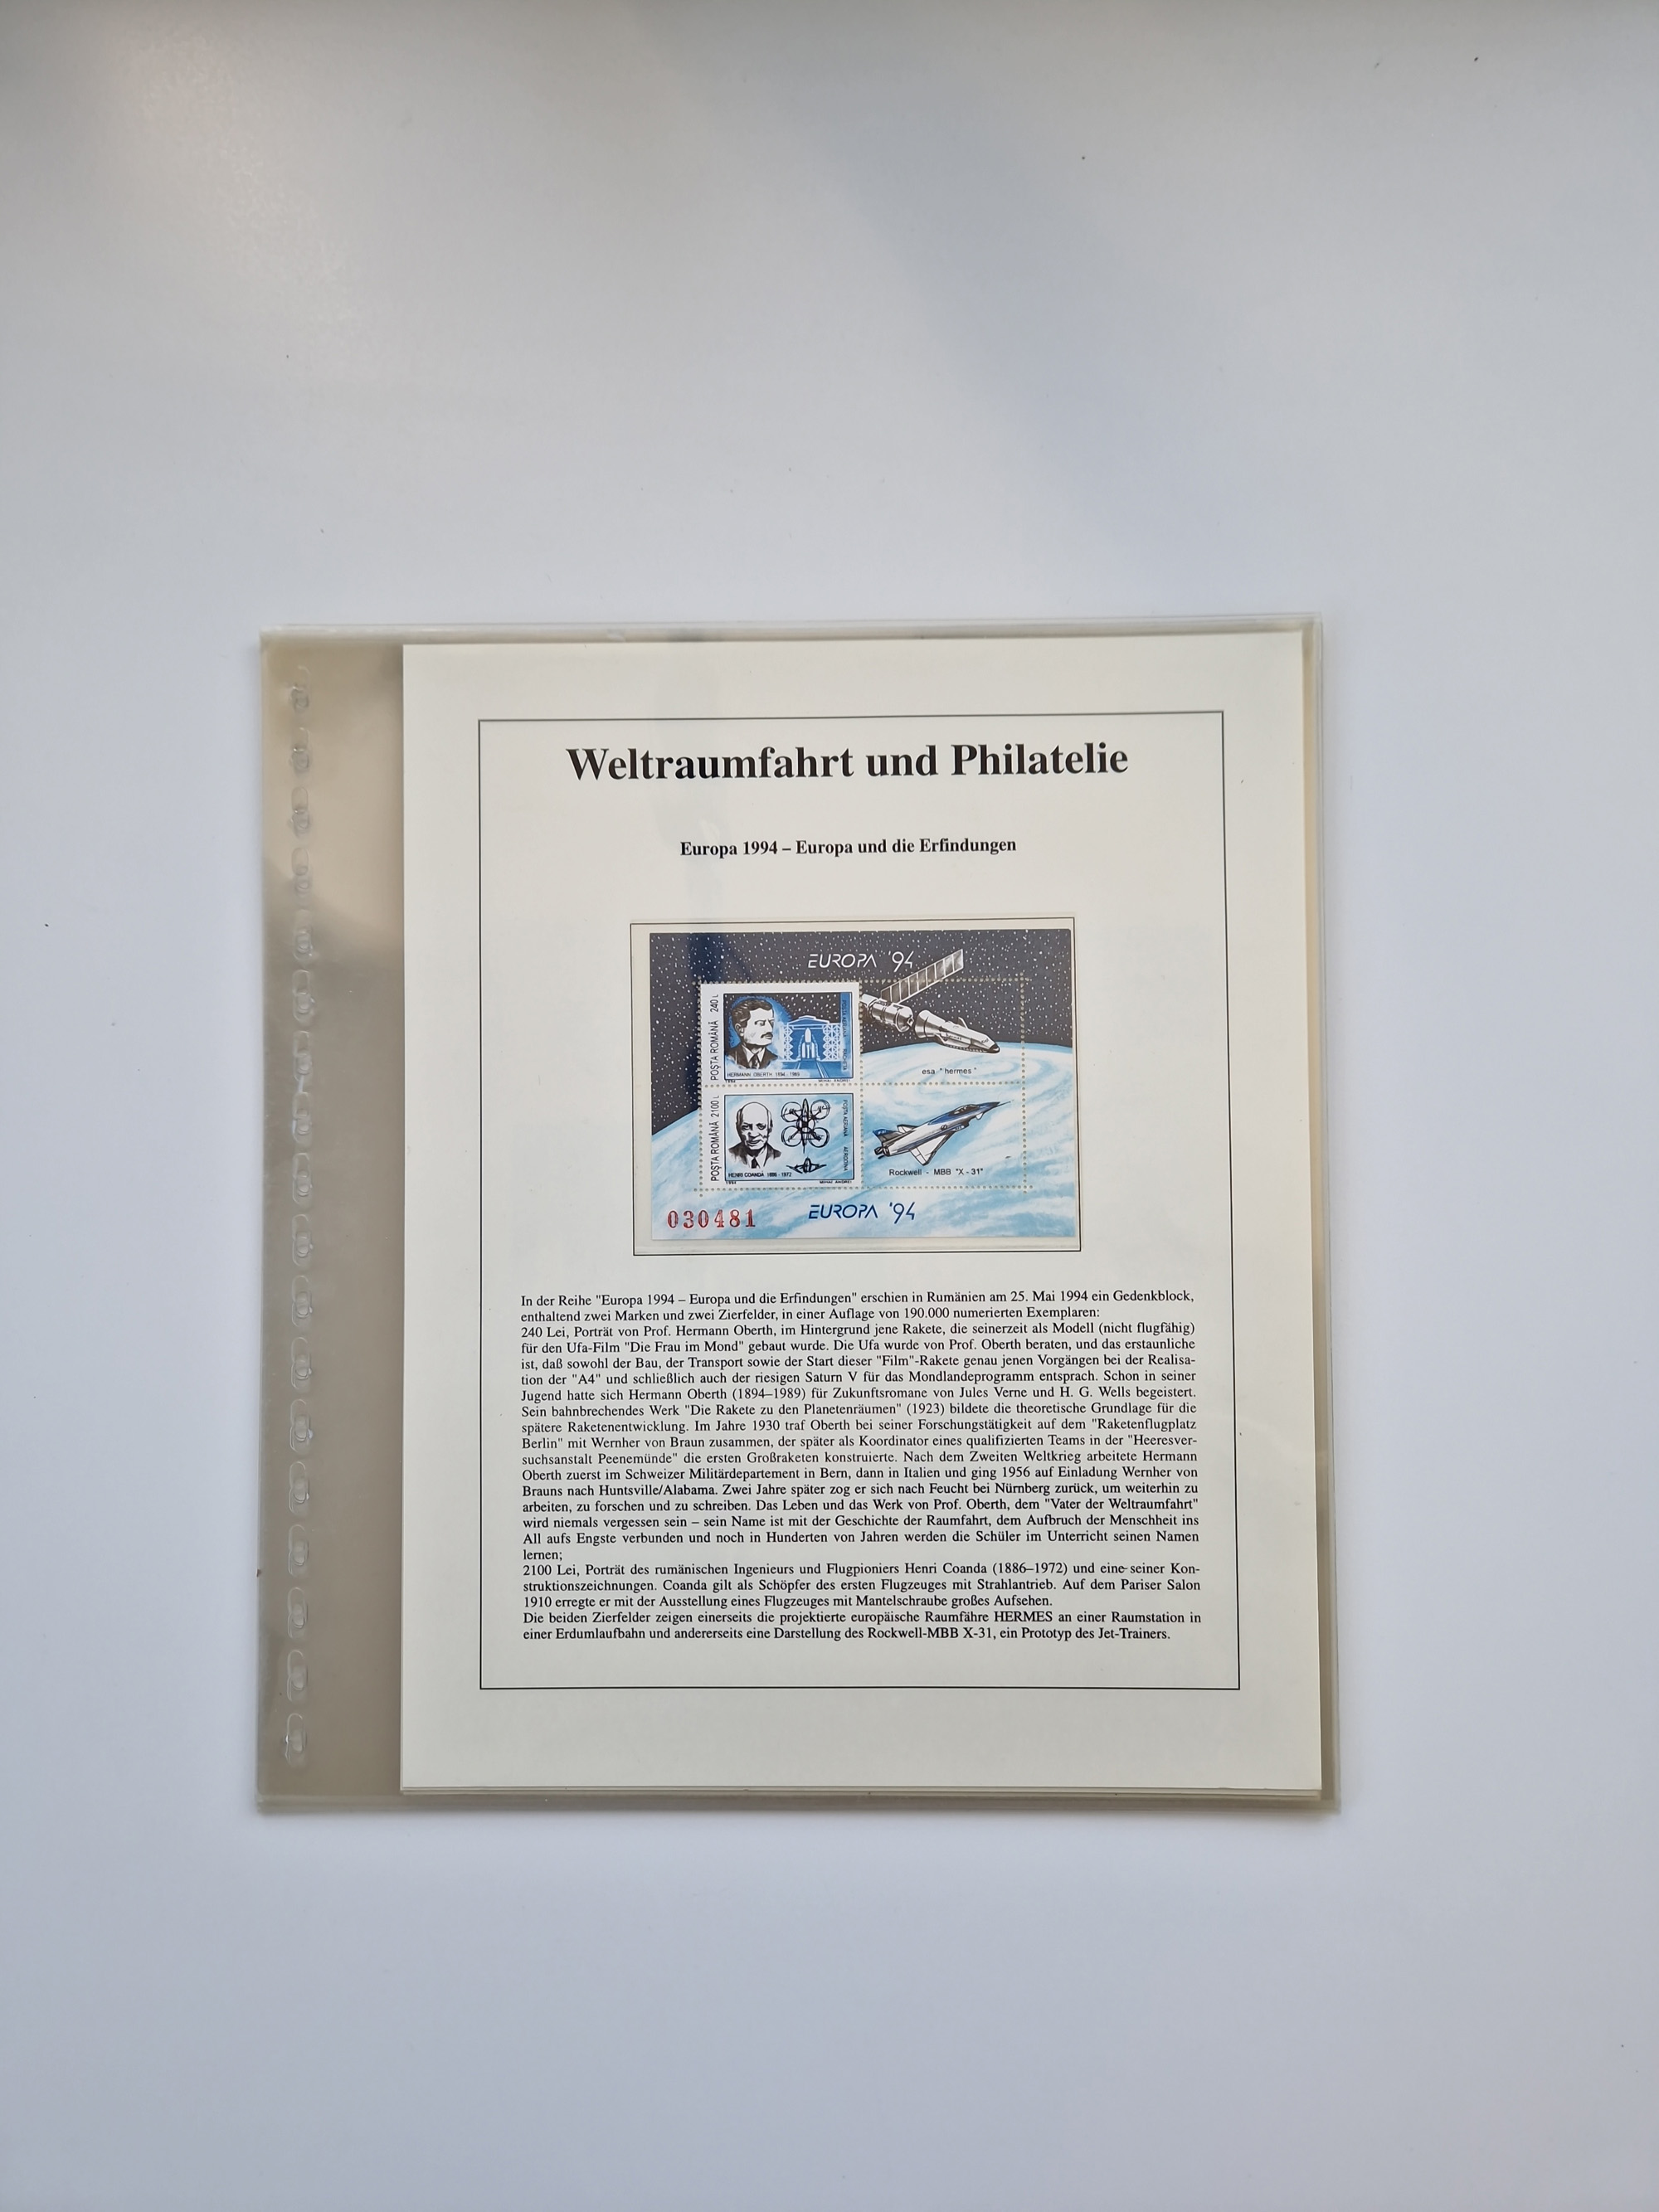 Weltraumfahrt und Philatelie
Europa 1994 – Europa und die Erfindungen
EUROPA '94
POŞTA ROMÂNĂ 240 L
HERMANN OBERTH 1894 - 1989
1994 MIHAI ANDREI
esa "hermes"
POŞTA ROMÂNĂ 2100 L
POŞTA AERIANĂ
HENRI COANDĂ 1886 - 1972
1994 MIHAI ANDREI
Rockwell - MBB "X - 31"
030481
EUROPA '94
In der Reihe "Europa 1994 – Europa und die Erfindungen" erschien in Rumänien am 25. Mai 1994 ein Gedenkblock,
enthaltend zwei Marken und zwei Zierfelder, in einer Auflage von 190.000 numerierten Exemplaren:
240 Lei, Porträt von Prof. Hermann Oberth, im Hintergrund jene Rakete, die seinerzeit als Modell (nicht flugfähig)
für den Ufa-Film "Die Frau im Mond" gebaut wurde. Die Ufa wurde von Prof. Oberth beraten, und das erstaunliche
ist, daß sowohl der Bau, der Transport sowie der Start dieser "Film"-Rakete genau jenen Vorgängen bei der Realisa-
tion der "A4" und schließlich auch der riesigen Saturn V für das Mondlandeprogramm entsprach. Schon in seiner
Jugend hatte sich Hermann Oberth (1894–1989) für Zukunftsromane von Jules Verne und H. G. Wells begeistert.
Sein bahnbrechendes Werk "Die Rakete zu den Planetenräumen" (1923) bildete die theoretische Grundlage für die
spätere Raketenentwicklung. Im Jahre 1930 traf Oberth bei seiner Forschungstätigkeit auf dem "Raketenflugplatz
Berlin" mit Wernher von Braun zusammen, der später als Koordinator eines qualifizierten Teams in der "Heeresver-
suchsanstalt Peenemünde" die ersten Großraketen konstruierte. Nach dem Zweiten Weltkrieg arbeitete Hermann
Oberth zuerst im Schweizer Militärdepartement in Bern, dann in Italien und ging 1956 auf Einladung Wernher von
Brauns nach Huntsville/Alabama. Zwei Jahre später zog er sich nach Feucht bei Nürnberg zurück, um weiterhin zu
arbeiten, zu forschen und zu schreiben. Das Leben und das Werk von Prof. Oberth, dem "Vater der Weltraumfahrt"
wird niemals vergessen sein – sein Name ist mit der Geschichte der Raumfahrt, dem Aufbruch der Menschheit ins
All aufs Engste verbunden und noch in Hunderten von Jahren werden die Schüler im Unterricht seinen Namen
lernen;
2100 Lei, Porträt des rumänischen Ingenieurs und Flugpioniers Henri Coanda (1886–1972) und eine seiner Kon-
struktionszeichnungen. Coanda gilt als Schöpfer des ersten Flugzeuges mit Strahlantrieb. Auf dem Pariser Salon
1910 erregte er mit der Ausstellung eines Flugzeuges mit Mantelschraube großes Aufsehen.
Die beiden Zierfelder zeigen einerseits die projektierte europäische Raumfähre HERMES an einer Raumstation in
einer Erdumlaufbahn und andererseits eine Darstellung des Rockwell-MBB X-31, ein Prototyp des Jet-Trainers.